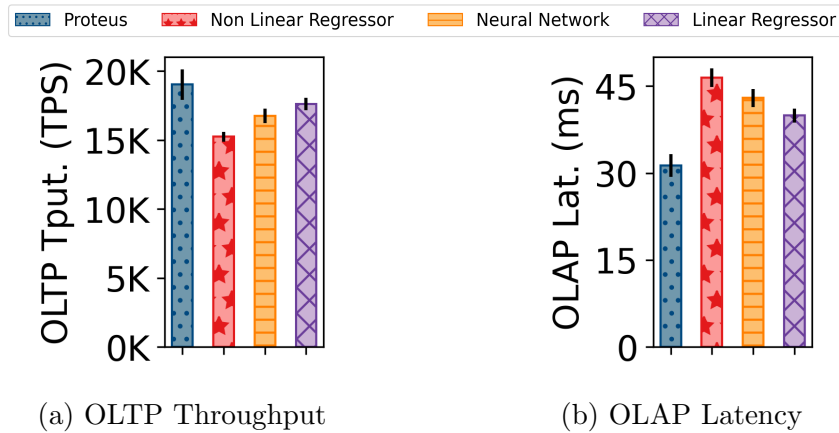 Proteus Non Linear Regressor Neural Network Linear Regressor
OLTP Tput. (TPS)
20K
15K
10K
5K
0K
(a) OLTP Throughput
OLAP Lat. (ms)
45
30
15
0
(b) OLAP Latency